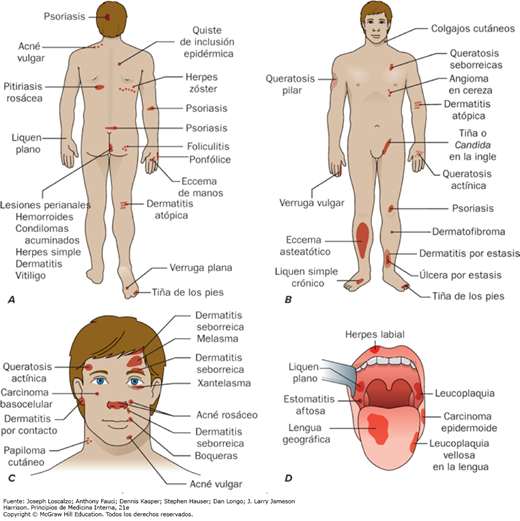 Psoriasis
Acné
vulgar
Quiste
de inclusión
epidérmica
Pitiriasis
rosácea
Herpes
zóster
Psoriasis
Liquen
plano
Psoriasis
Foliculitis
Ponfólice
Eccema
de manos
Lesiones perianales
Hemorroides
Condilomas
acuminados
Herpes simple
Dermatitis
Vitiligo
Dermatitis
atópica
Verruga plana
Tiña de los pies
A
Colgajos cutáneos
Queratosis
seborreicas
Queratosis
pilar
Angioma
en cereza
Dermatitis
atópica
Tiña o
Candida
en la ingle
Queratosis
actínica
Verruga vulgar
Psoriasis
Eccema
asteatótico
Dermatofibroma
Dermatitis por estasis
Liquen simple
crónico
Úlcera por estasis
Tiña de los pies
B
Dermatitis
seborreica
Melasma
Queratosis
actínica
Dermatitis
seborreica
Carcinoma
basocelular
Xantelasma
Dermatitis
por contacto
Acné rosáceo
Dermatitis
seborreica
Papiloma
cutáneo
Boqueras
Acné vulgar
C
Herpes labial
Liquen
plano
Estomatitis
aftosa
Leucoplaquia
Lengua
geográfica
Carcinoma
epidermoide
Leucoplaquia
vellosa
en la lengua
D
Fuente: Joseph Loscalzo; Anthony Fauci; Dennis Kasper; Stephen Hauser; Dan Longo; J. Larry Jameson
Harrison. Principios de Medicina Interna, 21e
Copyright © McGraw Hill Education. Todos los derechos reservados.